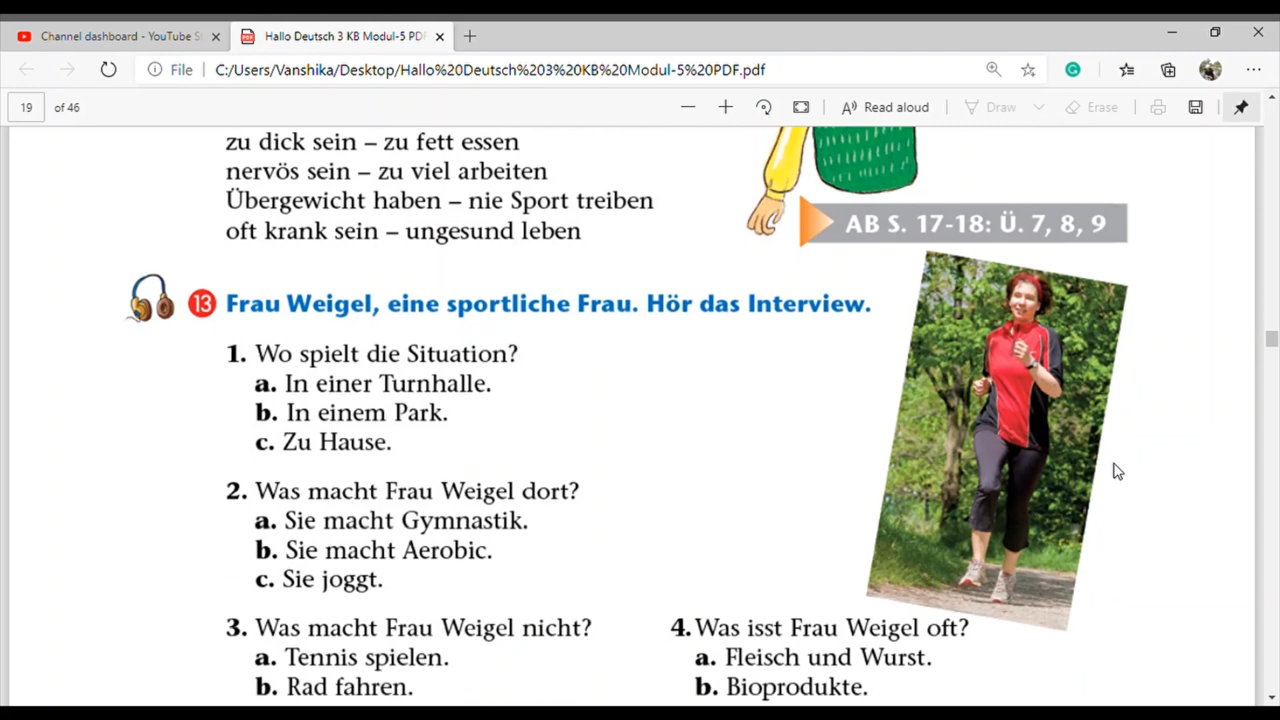 Channel dashboard - YouTube S
Hallo Deutsch 3 KB Modul-5 PDF
File
C:/Users/Vanshika/Desktop/Hallo%20Deutsch%203%20KB%20Modul-5%20PDF.pdf
19 of 46
Read aloud
Draw
Erase
zu dick sein – zu fett essen
nervös sein – zu viel arbeiten
Übergewicht haben – nie Sport treiben
oft krank sein – ungesund leben
AB S. 17-18: Ü. 7, 8, 9
13 Frau Weigel, eine sportliche Frau. Hör das Interview.
1. Wo spielt die Situation?
a. In einer Turnhalle.
b. In einem Park.
c. Zu Hause.
2. Was macht Frau Weigel dort?
a. Sie macht Gymnastik.
b. Sie macht Aerobic.
c. Sie joggt.
3. Was macht Frau Weigel nicht?
a. Tennis spielen.
b. Rad fahren.
4. Was isst Frau Weigel oft?
a. Fleisch und Wurst.
b. Bioprodukte.